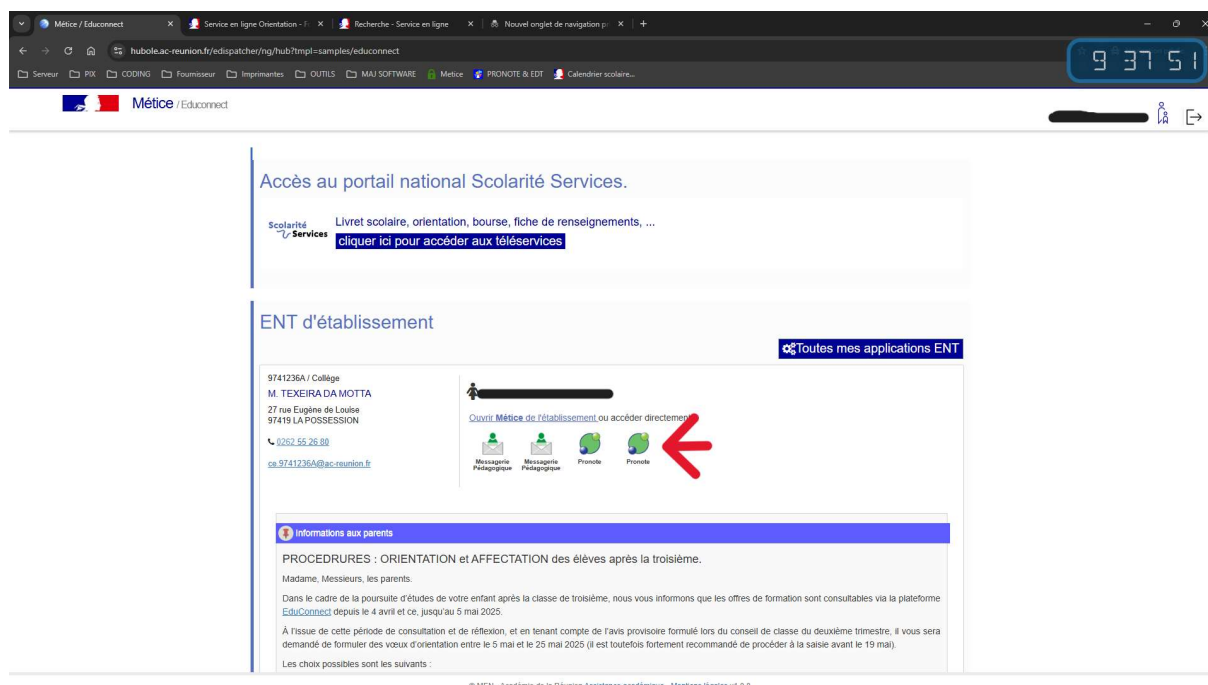 Métice / Educonnect
Service en ligne Orientation - F
Recherche - Service en ligne
Nouvel onglet de navigation pr
hubole.ac-reunion.fr/edispatcher/ng/hub?tmpl=samples/educonnect
9 37 51
Serveur PIX CODING Fournisseur Imprimantes OUTILS MAJ SOFTWARE Metice PRONOTE & EDT Calendrier scolaire...
Métice / Educonnect
Accès au portail national Scolarité Services.
Scolarité
Services
Livret scolaire, orientation, bourse, fiche de renseignements, ...
cliquer ici pour accéder aux téléservices
ENT d'établissement
Toutes mes applications ENT
9741236A / Collège
M. TEXEIRA DA MOTTA
27 rue Eugène de Louise
97419 LA POSSESSION
0262 55 26 80
ce.9741236A@ac-reunion.fr
Ouvrir Métice de l'établissement ou accéder directement
Messagerie Pédagogique
Messagerie Pédagogique
Pronote
Pronote
Informations aux parents
PROCEDRURES : ORIENTATION et AFFECTATION des élèves après la troisième.
Madame, Messieurs, les parents.
Dans le cadre de la poursuite d'études de votre enfant après la classe de troisième, nous vous informons que les offres de formation sont consultables via la plateforme
EduConnect depuis le 4 avril et ce, jusqu'au 5 mai 2025.
À l'issue de cette période de consultation et de réflexion, et en tenant compte de l'avis provisoire formulé lors du conseil de classe du deuxième trimestre, il vous sera
demandé de formuler des vœux d'orientation entre le 5 mai et le 25 mai 2025 (il est toutefois fortement recommandé de procéder à la saisie avant le 19 mai).
Les choix possibles sont les suivants :